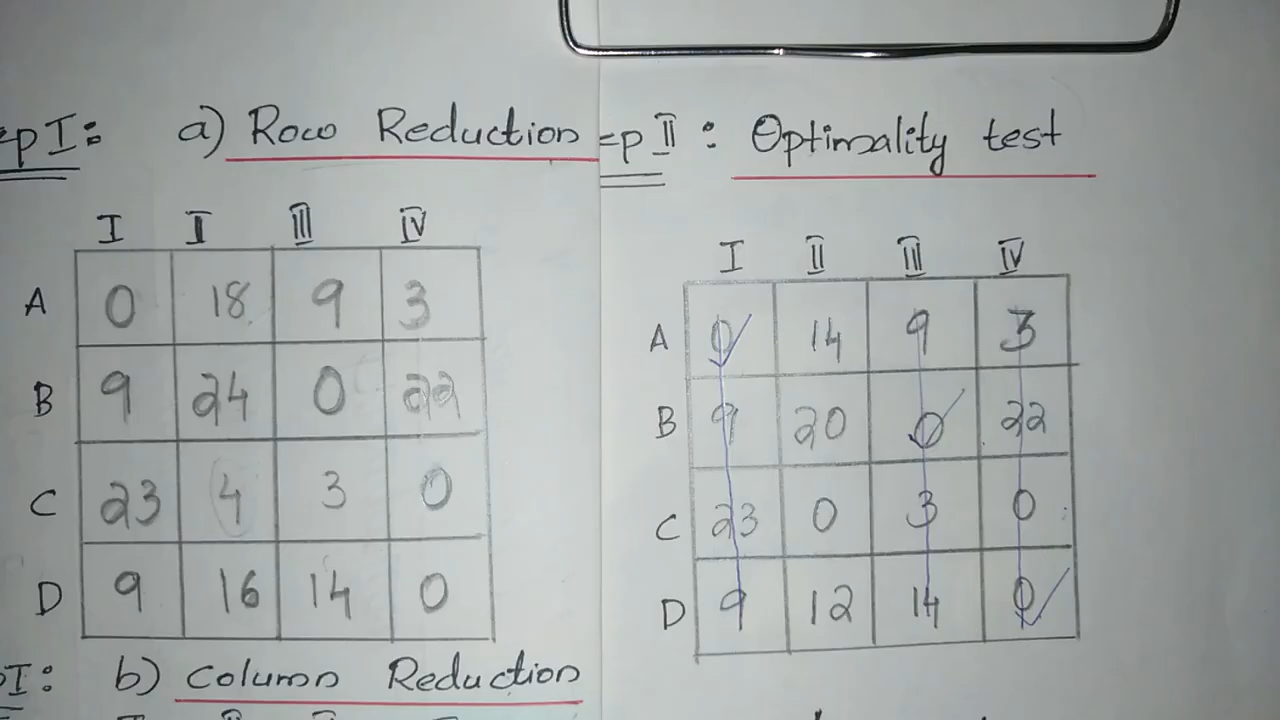 =pI: a) Row Reduction
I II III IV
A 0 18 9 3
B 9 24 0 22
C 23 4 3 0
D 9 16 14 0
I: b) Column Reduction
=pII: Optimality test
I II III IV
A 0 14 9 3
B 9 20 0 22
C 23 0 3 0
D 9 12 14 0